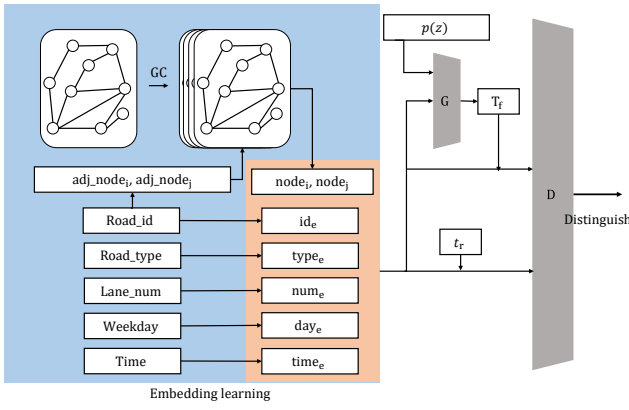 p(z)
GC
G
T_f
adj_node_i, adj_node_j
node_i, node_j
Road_id
id_e
Road_type
type_e
Lane_num
num_e
Weekday
day_e
Time
time_e
t_r
D
Distinguish
Embedding learning